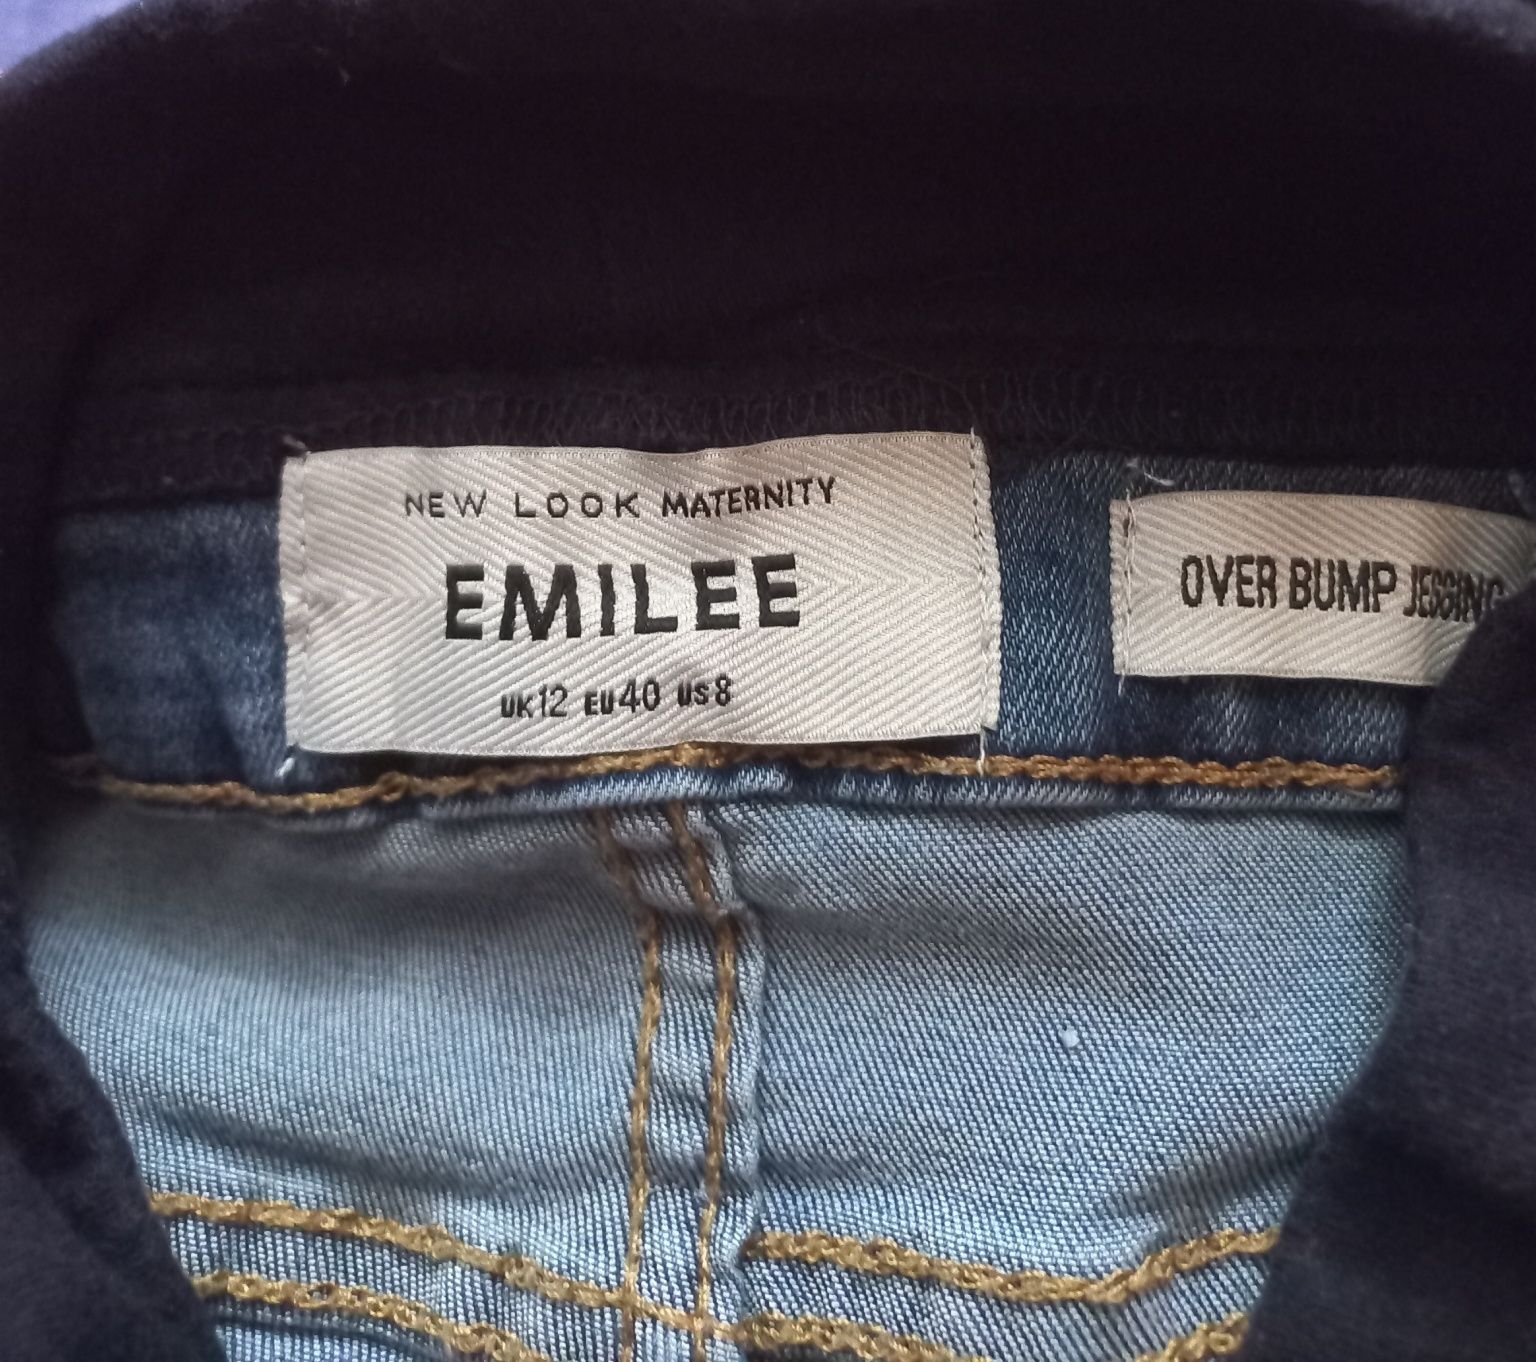 NEW LOOK MATERNITY
EMILEE
UK12 EU40 US8
OVER BUMP JEGGING